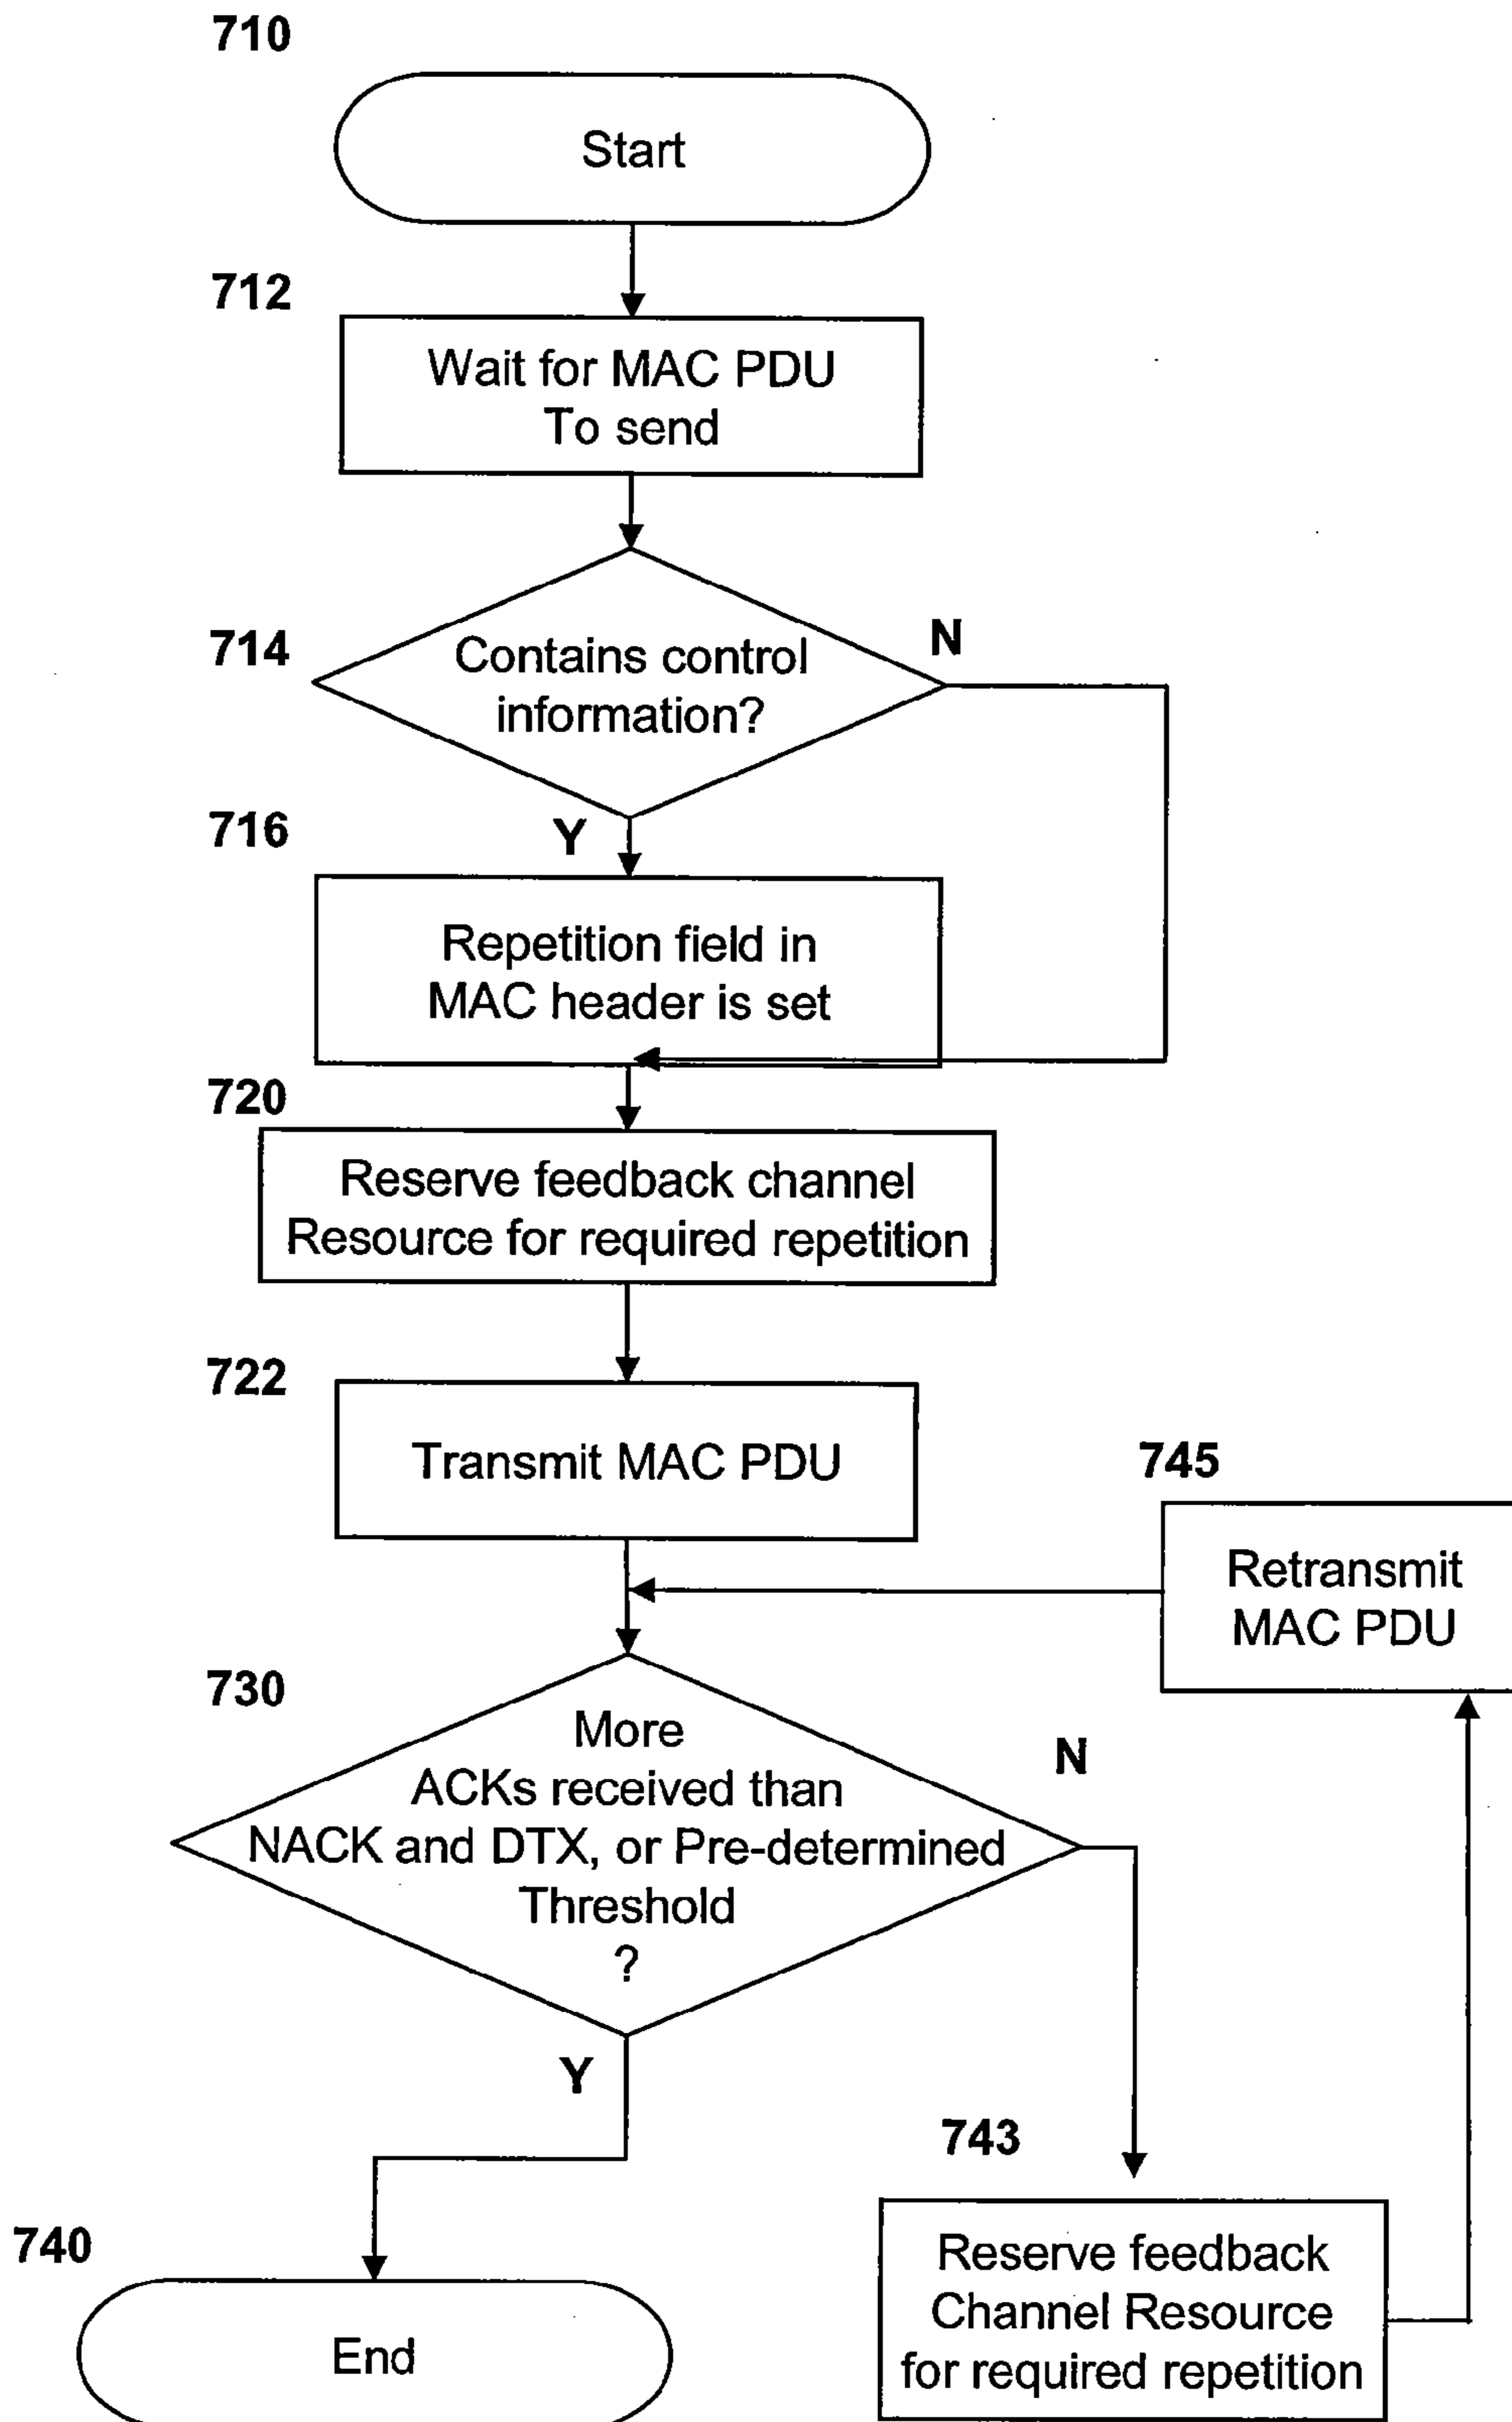 710
Start
712
Wait for MAC PDU
To send
714
Contains control
information?
N
Y
716
Repetition field in
MAC header is set
720
Reserve feedback channel
Resource for required repetition
722
Transmit MAC PDU
745
Retransmit
MAC PDU
730
More
ACKs received than
NACK and DTX, or Pre-determined
Threshold
?
N
Y
743
Reserve feedback
Channel Resource
for required repetition
740
End